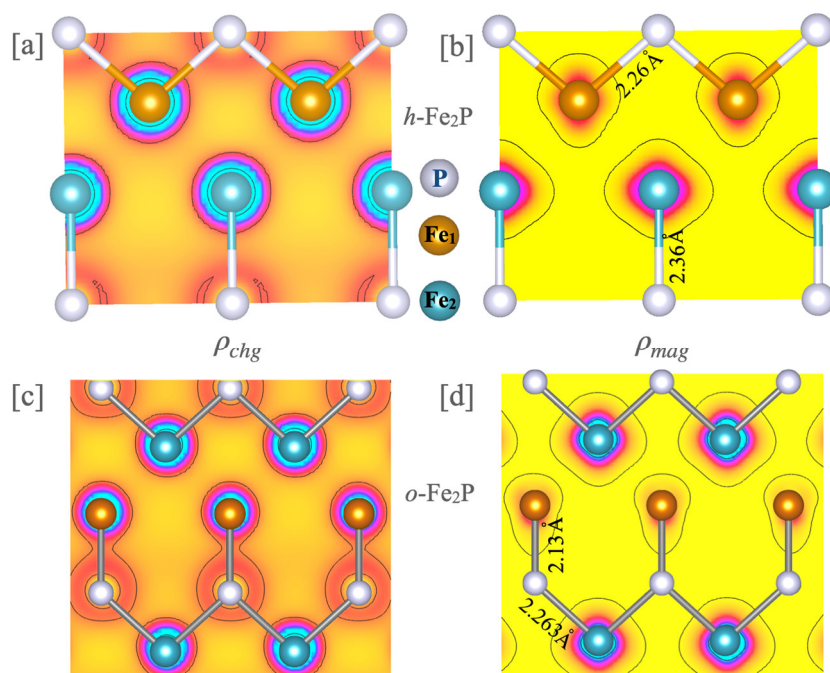 [a]
[b]
2.26Å
h-Fe₂P
P
Fe₁
Fe₂
2.36Å
ρchg
ρmag
[c]
[d]
o-Fe₂P
2.13Å
2.263Å